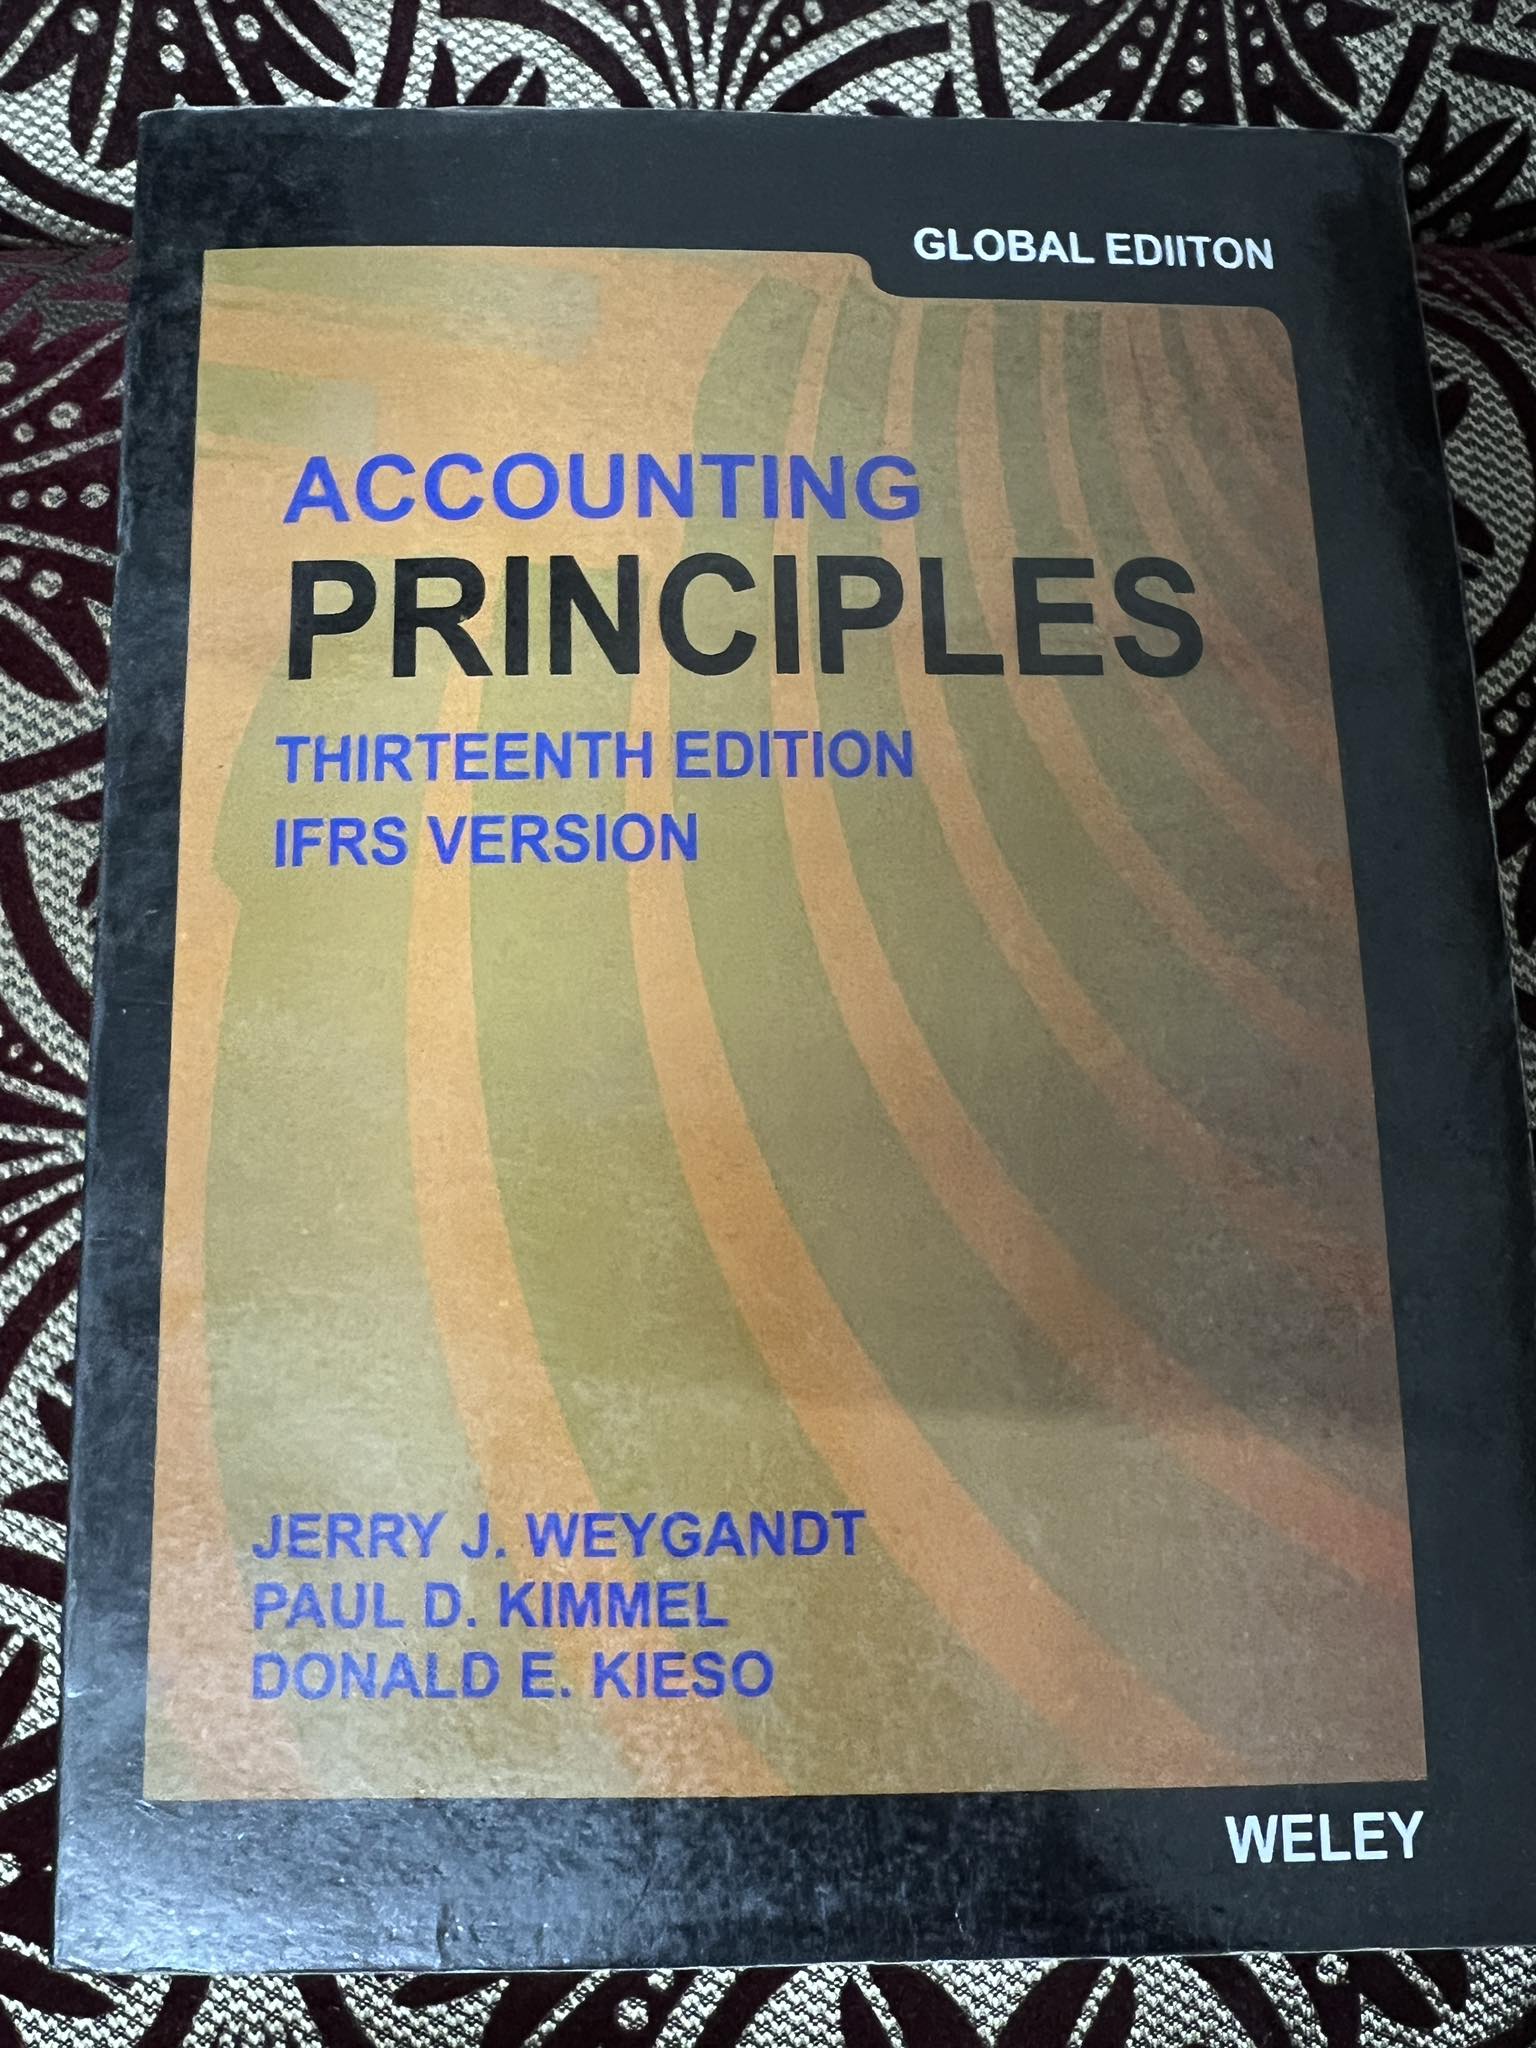 GLOBAL EDIITON
ACCOUNTING
PRINCIPLES
THIRTEENTH EDITION
IFRS VERSION
JERRY J. WEYGANDT
PAUL D. KIMMEL
DONALD E. KIESO
WELEY